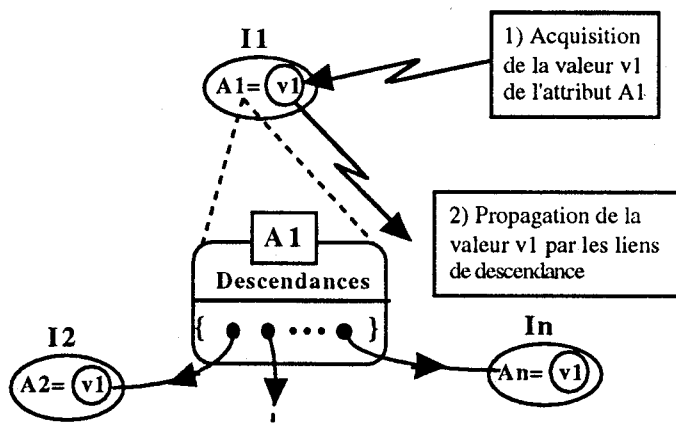 I1
A1= v1
1) Acquisition
de la valeur v1
de l'attribut A1
2) Propagation de la
valeur v1 par les liens
de descendance
A1
Descendances
{ ● ● ••• ● }
I2
A2= v1
In
An= v1